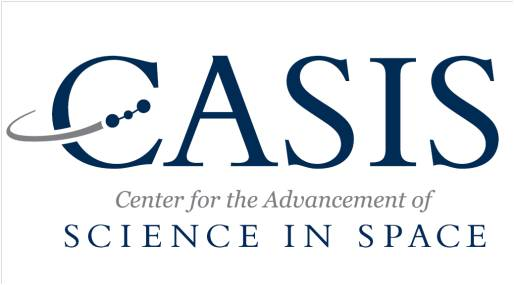 CASIS
Center for the Advancement of
SCIENCE IN SPACE